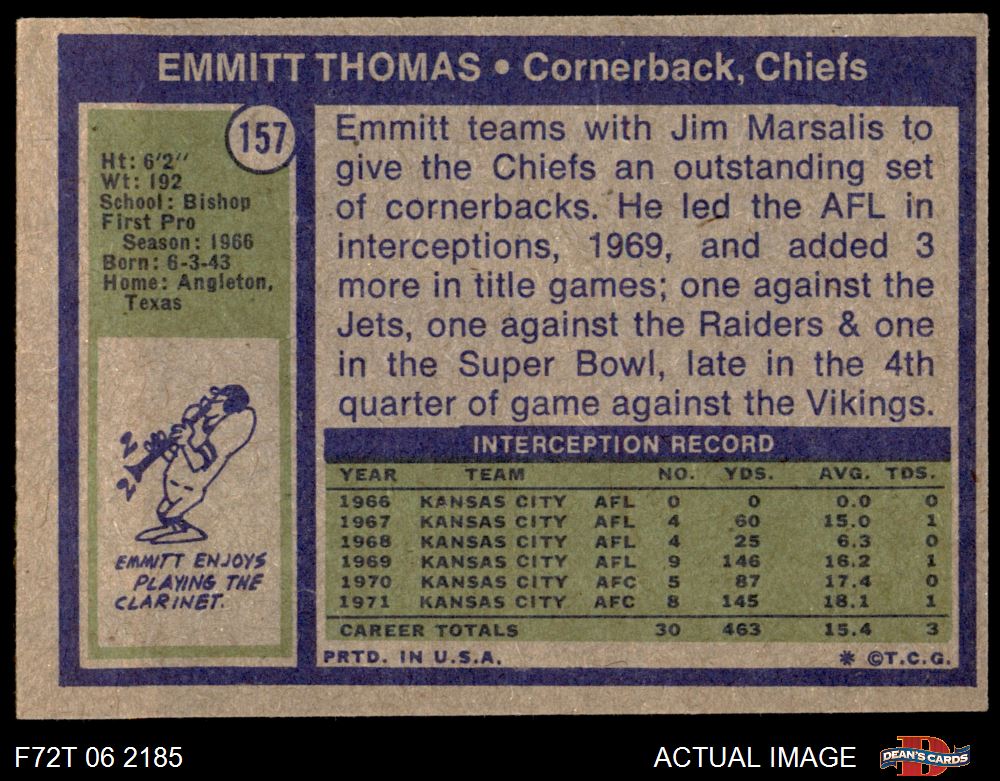 EMMITT THOMAS • Cornerback, Chiefs
157
Ht: 6'2"
Wt: 192
School: Bishop
First Pro
Season: 1966
Born: 6-3-43
Home: Angleton,
Texas
2
2
EMMITT ENJOYS
PLAYING THE
CLARINET.
Emmitt teams with Jim Marsalis to
give the Chiefs an outstanding set
of cornerbacks. He led the AFL in
interceptions, 1969, and added 3
more in title games; one against the
Jets, one against the Raiders & one
in the Super Bowl, late in the 4th
quarter of game against the Vikings.
INTERCEPTION RECORD
YEAR TEAM NO. YDS. AVG. TDS.
1966 KANSAS CITY AFL 0 0 0.0 0
1967 KANSAS CITY AFL 4 60 15.0 1
1968 KANSAS CITY AFL 4 25 6.3 0
1969 KANSAS CITY AFL 9 146 16.2 1
1970 KANSAS CITY AFC 5 87 17.4 0
1971 KANSAS CITY AFC 8 145 18.1 1
CAREER TOTALS 30 463 15.4 3
PRTD. IN U.S.A. * ©T.C.G.
F72T 06 2185 ACTUAL IMAGE DEAN'S CARDS